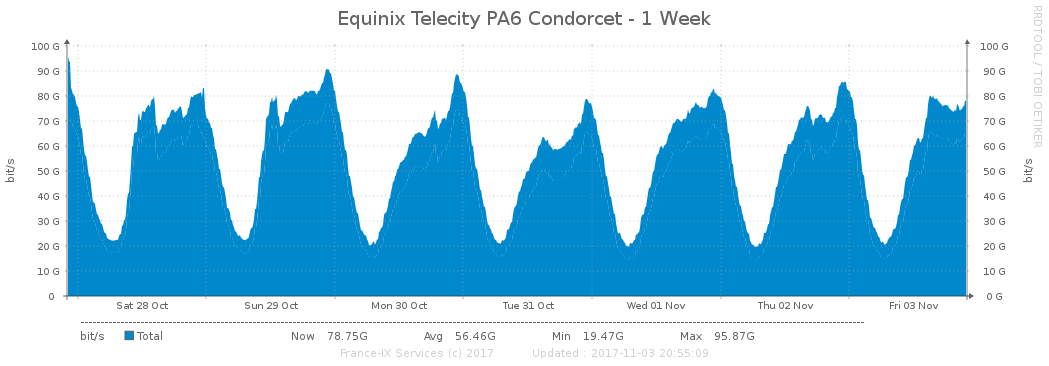 Equinix Telecity PA6 Condorcet - 1 Week
RRDTOOL / TOBI OETIKER
100 G 100 G
90 G 90 G
80 G 80 G
70 G 70 G
60 G 60 G
50 G 50 G
40 G 40 G
30 G 30 G
20 G 20 G
10 G 10 G
0 0 G
bit/s bit/s
Sat 28 Oct Sun 29 Oct Mon 30 Oct Tue 31 Oct Wed 01 Nov Thu 02 Nov Fri 03 Nov
bit/s Total Now 78.75G Avg 56.46G Min 19.47G Max 95.87G
France-IX Services (c) 2017 Updated : 2017-11-03 20:55:09